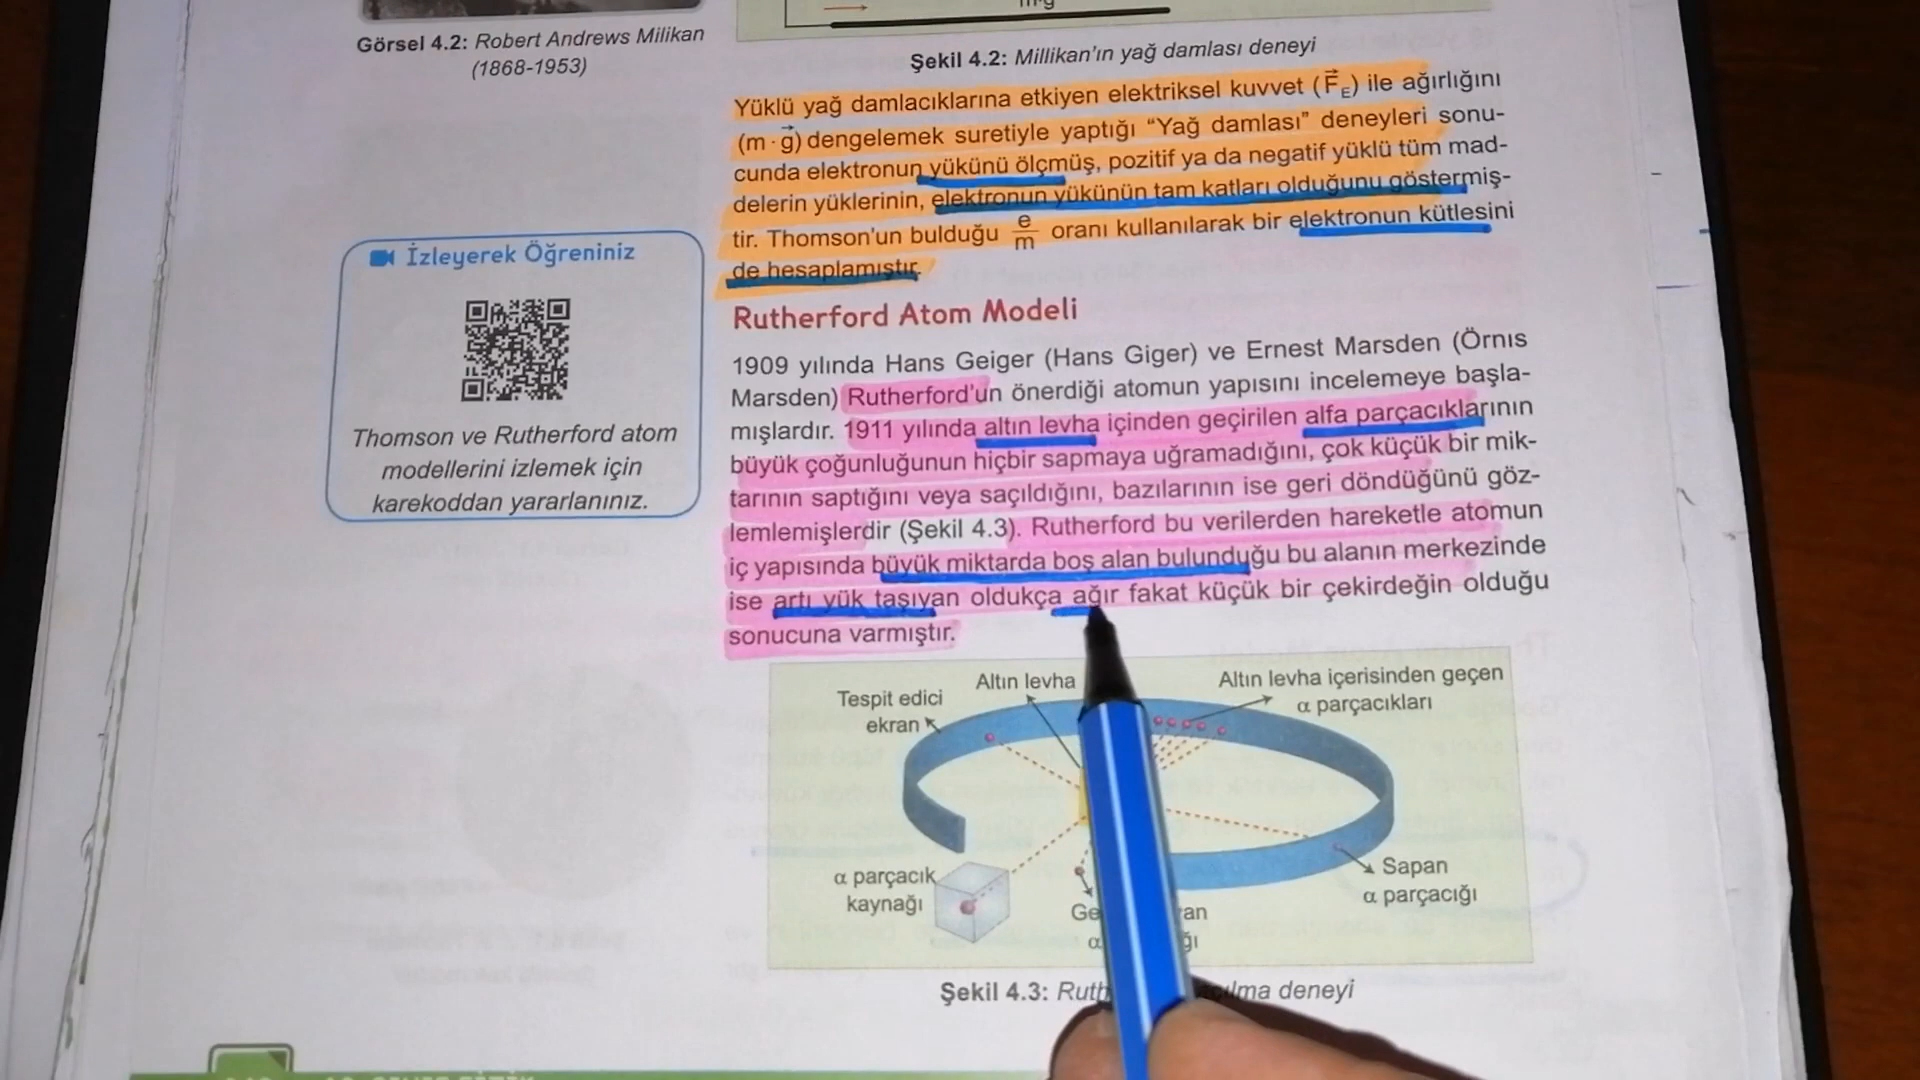 Görsel 4.2: Robert Andrews Milikan
(1868-1953)
m·g
Şekil 4.2: Millikan'ın yağ damlası deneyi
Yüklü yağ damlacıklarına etkiyen elektriksel kuvvet (F⃗E) ile ağırlığını
(m · g⃗) dengelemek suretiyle yaptığı “Yağ damlası” deneyleri sonu-
cunda elektronun yükünü ölçmüş, pozitif ya da negatif yüklü tüm mad-
delerin yüklerinin, elektronun yükünün tam katları olduğunu göstermiş-
tir. Thomson'un bulduğu e/m oranı kullanılarak bir elektronun kütlesini
de hesaplamıştır.
İzleyerek Öğreniniz
Thomson ve Rutherford atom
modellerini izlemek için
karekoddan yararlanınız.
Rutherford Atom Modeli
1909 yılında Hans Geiger (Hans Giger) ve Ernest Marsden (Örnıs
Marsden) Rutherford'un önerdiği atomun yapısını incelemeye başla-
mışlardır. 1911 yılında altın levha içinden geçirilen alfa parçacıklarının
büyük çoğunluğunun hiçbir sapmaya uğramadığını, çok küçük bir mik-
tarının saptığını veya saçıldığını, bazılarının ise geri döndüğünü göz-
lemlemişlerdir (Şekil 4.3). Rutherford bu verilerden hareketle atomun
iç yapısında büyük miktarda boş alan bulunduğu bu alanın merkezinde
ise artı yük taşıyan oldukça ağır fakat küçük bir çekirdeğin olduğu
sonucuna varmıştır.
Tespit edici
ekran
Altın levha
Altın levha içerisinden geçen
α parçacıkları
α parçacık
kaynağı
Sapan
α parçacığı
α
Şekil 4.3: deneyi